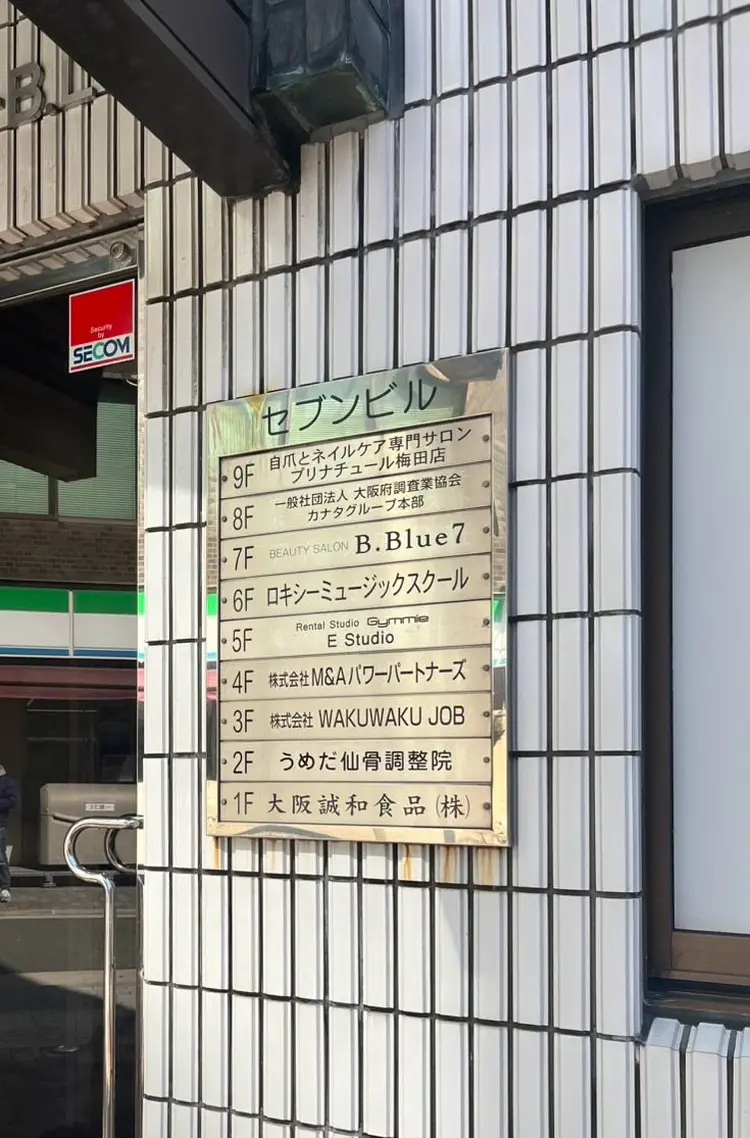 B.L
Security
by
SECOM
セブンビル
9F 自爪とネイルケア専門サロン
プリナチュール梅田店
8F 一般社団法人 大阪府調査業協会
カナタグループ本部
7F BEAUTY SALON B.Blue7
6F ロキシーミュージックスクール
5F Rental Studio Gymmie
E Studio
4F 株式会社M&Aパワーパートナーズ
3F 株式会社 WAKUWAKU JOB
2F うめだ仙骨調整院
1F 大阪誠和食品(株)